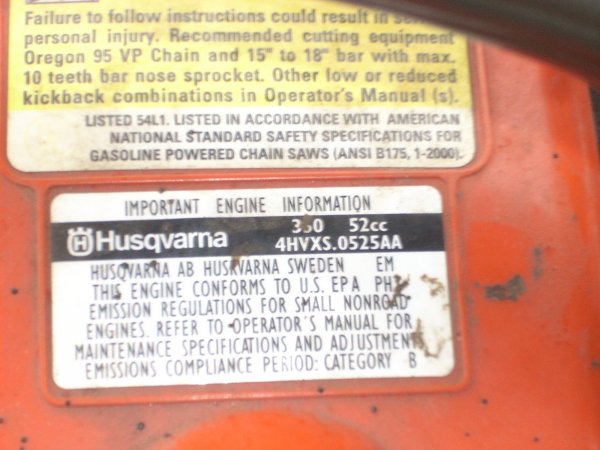 Failure to follow instructions could result in
personal injury. Recommended cutting equipment
Oregon 95 VP Chain and 15" to 18" bar with max.
10 teeth bar nose sprocket. Other low or reduced
kickback combinations in Operator's Manual (s).
LISTED 54L1. LISTED IN ACCORDANCE WITH AMERICAN
NATIONAL STANDARD SAFETY SPECIFICATIONS FOR
GASOLINE POWERED CHAIN SAWS (ANSI B175, 1-2000).
IMPORTANT ENGINE INFORMATION
Husqvarna
52cc
4HVXS.0525AA
HUSQVARNA AB HUSKVARNA SWEDEN EM
THIS ENGINE CONFORMS TO U.S. EPA
EMISSION REGULATIONS FOR SMALL NONROAD
ENGINES. REFER TO OPERATOR'S MANUAL FOR
MAINTENANCE SPECIFICATIONS AND ADJUSTMENTS
EMISSIONS COMPLIANCE PERIOD: CATEGORY B